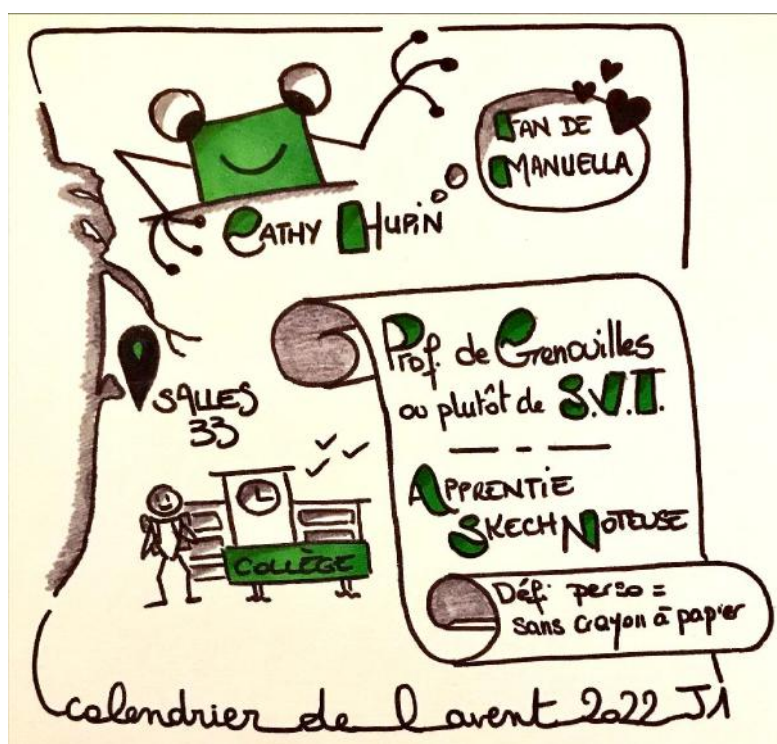 FAN DE
MANUELLA
CATHY HUPIN
Prof. de Grenouilles
ou plutôt de S.V.T.
SALLES
33
APPRENTIE
SKECHNOTEUSE
COLLÈGE
Défi perso =
sans crayon à papier
calendrier de l avent 2022 J1